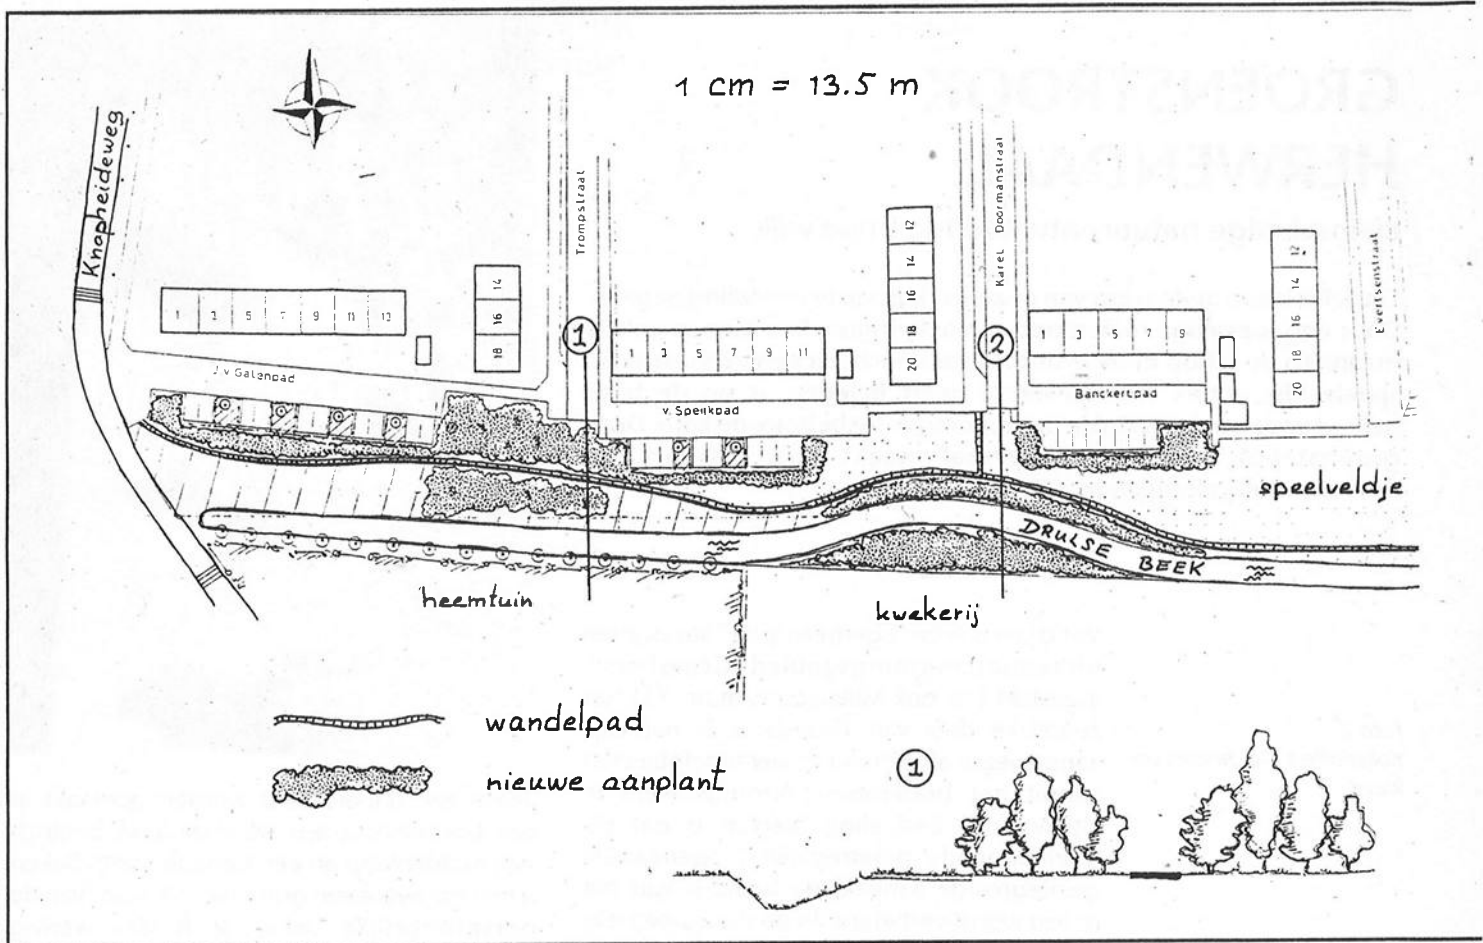 1 cm = 13.5 m
Knopheideweg
Trompstraat
Karel Doormanstraat
Evertsenstraat
12
14
16
18
20
12
14
16
18
20
14
16
18
1 3 5 7 9 11 13
J.v Galenpad
1
1 3 5 7 9 11
v. Speijkpad
2
3 5 7 9
Banckertpad
speelveldje
DRULSE BEEK
heemtuin
kwekerij
wandelpad
nieuwe aanplant
1